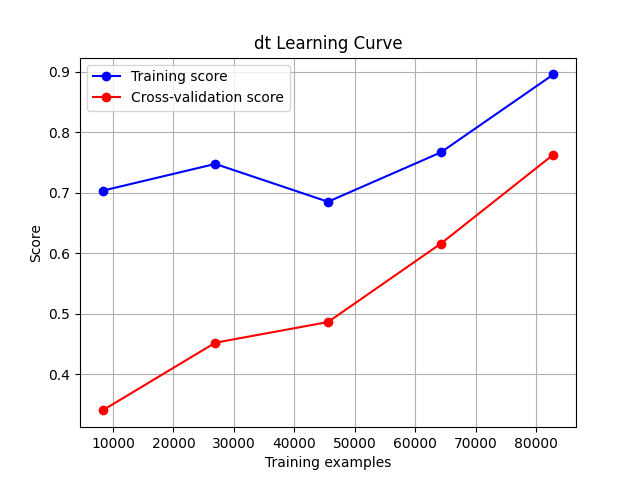 dt Learning Curve
Training score
Cross-validation score
0.9
0.8
0.7
0.6
0.5
0.4
Score
10000 20000 30000 40000 50000 60000 70000 80000
Training examples